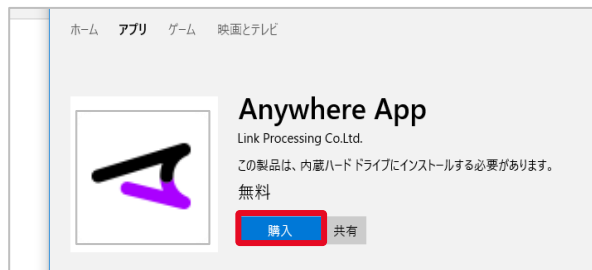 ホーム アプリ ゲーム 映画とテレビ
Anywhere App
Link Processing Co.Ltd.
この製品は、内蔵ハード ドライブにインストールする必要があります。
無料
購入 共有